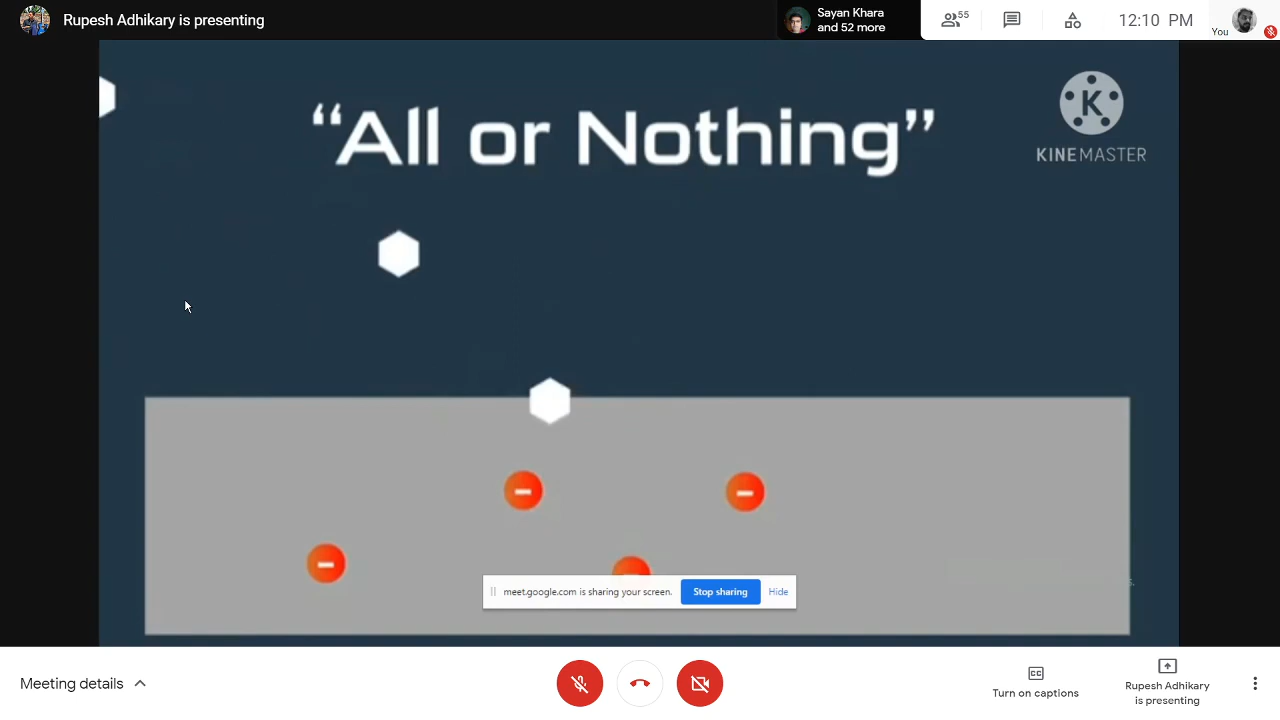 Rupesh Adhikary is presenting
Sayan Khara
and 52 more
55
12:10 PM
You
“All or Nothing”
K
KINEMASTER
meet.google.com is sharing your screen.
Stop sharing
Hide
Meeting details
CC
Turn on captions
Rupesh Adhikary
is presenting